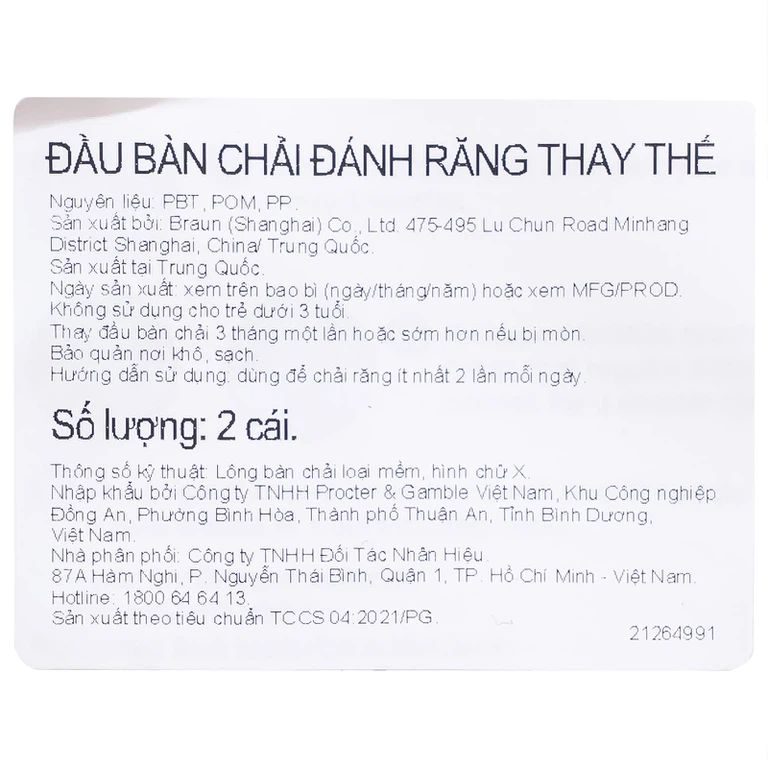 ĐẦU BÀN CHẢI ĐÁNH RĂNG THAY THẾ
Nguyên liệu: PBT, POM, PP.
Sản xuất bởi: Braun (Shanghai) Co., Ltd. 475-495 Lu Chun Road Minhang
District Shanghai, China/ Trung Quốc.
Sản xuất tại Trung Quốc.
Ngày sản xuất: xem trên bao bì (ngày/tháng/năm) hoặc xem MFG/PROD.
Không sử dụng cho trẻ dưới 3 tuổi.
Thay đầu bàn chải 3 tháng một lần hoặc sớm hơn nếu bị mòn.
Bảo quản nơi khô, sạch.
Hướng dẫn sử dụng: dùng để chải răng ít nhất 2 lần mỗi ngày.
Số lượng: 2 cái.
Thông số kỹ thuật: Lông bàn chải loại mềm, hình chữ X.
Nhập khẩu bởi Công ty TNHH Procter & Gamble Việt Nam, Khu Công nghiệp
Đồng An, Phường Bình Hòa, Thành phố Thuận An, Tỉnh Bình Dương,
Việt Nam.
Nhà phân phối: Công ty TNHH Đối Tác Nhãn Hiệu.
87A Hàm Nghi, P. Nguyễn Thái Bình, Quận 1, TP. Hồ Chí Minh - Việt Nam.
Hotline: 1800 64 64 13.
Sản xuất theo tiêu chuẩn TCCS 04:2021/PG.
21264991